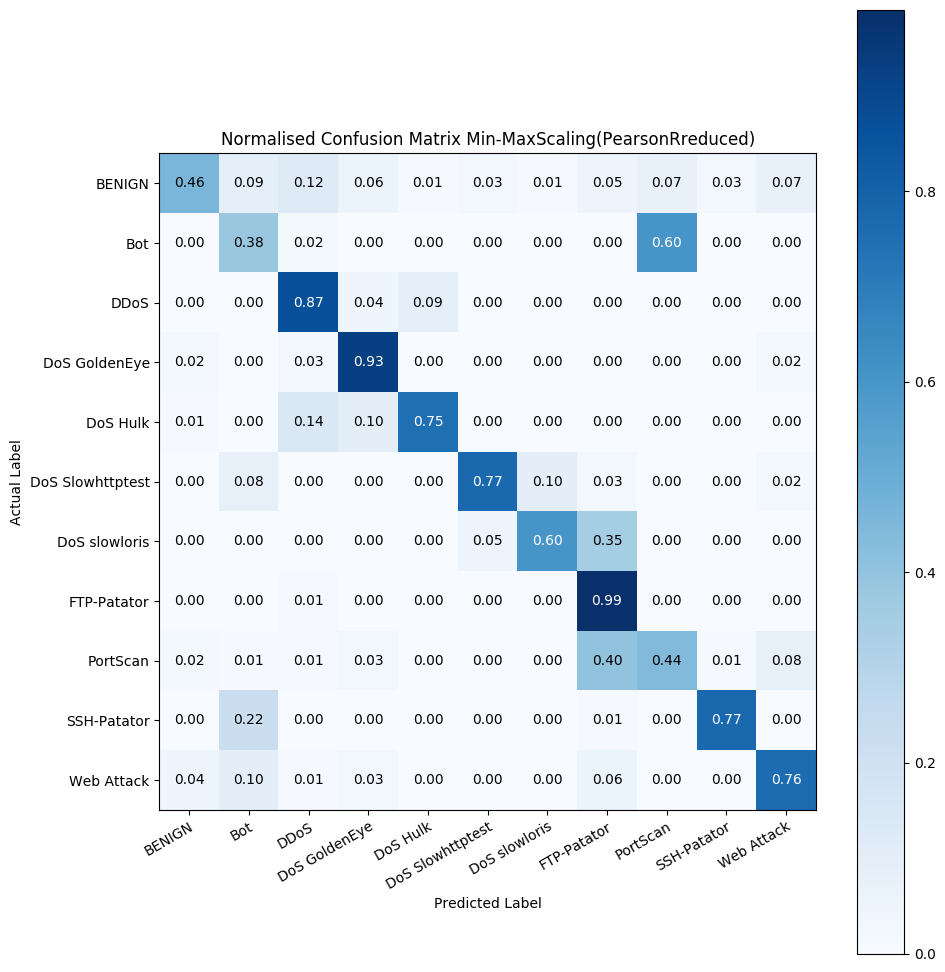 Normalised Confusion Matrix Min-MaxScaling(PearsonRreduced)
BENIGN 0.46 0.09 0.12 0.06 0.01 0.03 0.01 0.05 0.07 0.03 0.07
Bot 0.00 0.38 0.02 0.00 0.00 0.00 0.00 0.00 0.60 0.00 0.00
DDoS 0.00 0.00 0.87 0.04 0.09 0.00 0.00 0.00 0.00 0.00 0.00
DoS GoldenEye 0.02 0.00 0.03 0.93 0.00 0.00 0.00 0.00 0.00 0.00 0.02
DoS Hulk 0.01 0.00 0.14 0.10 0.75 0.00 0.00 0.00 0.00 0.00 0.00
DoS Slowhttptest 0.00 0.08 0.00 0.00 0.00 0.77 0.10 0.03 0.00 0.00 0.02
DoS slowloris 0.00 0.00 0.00 0.00 0.00 0.05 0.60 0.35 0.00 0.00 0.00
FTP-Patator 0.00 0.00 0.01 0.00 0.00 0.00 0.00 0.99 0.00 0.00 0.00
PortScan 0.02 0.01 0.01 0.03 0.00 0.00 0.00 0.40 0.44 0.01 0.08
SSH-Patator 0.00 0.22 0.00 0.00 0.00 0.00 0.00 0.01 0.00 0.77 0.00
Web Attack 0.04 0.10 0.01 0.03 0.00 0.00 0.00 0.06 0.00 0.00 0.76
Actual Label
BENIGN Bot DDoS DoS GoldenEye DoS Hulk DoS Slowhttptest DoS slowloris FTP-Patator PortScan SSH-Patator Web Attack
Predicted Label
0.8
0.6
0.4
0.2
0.0